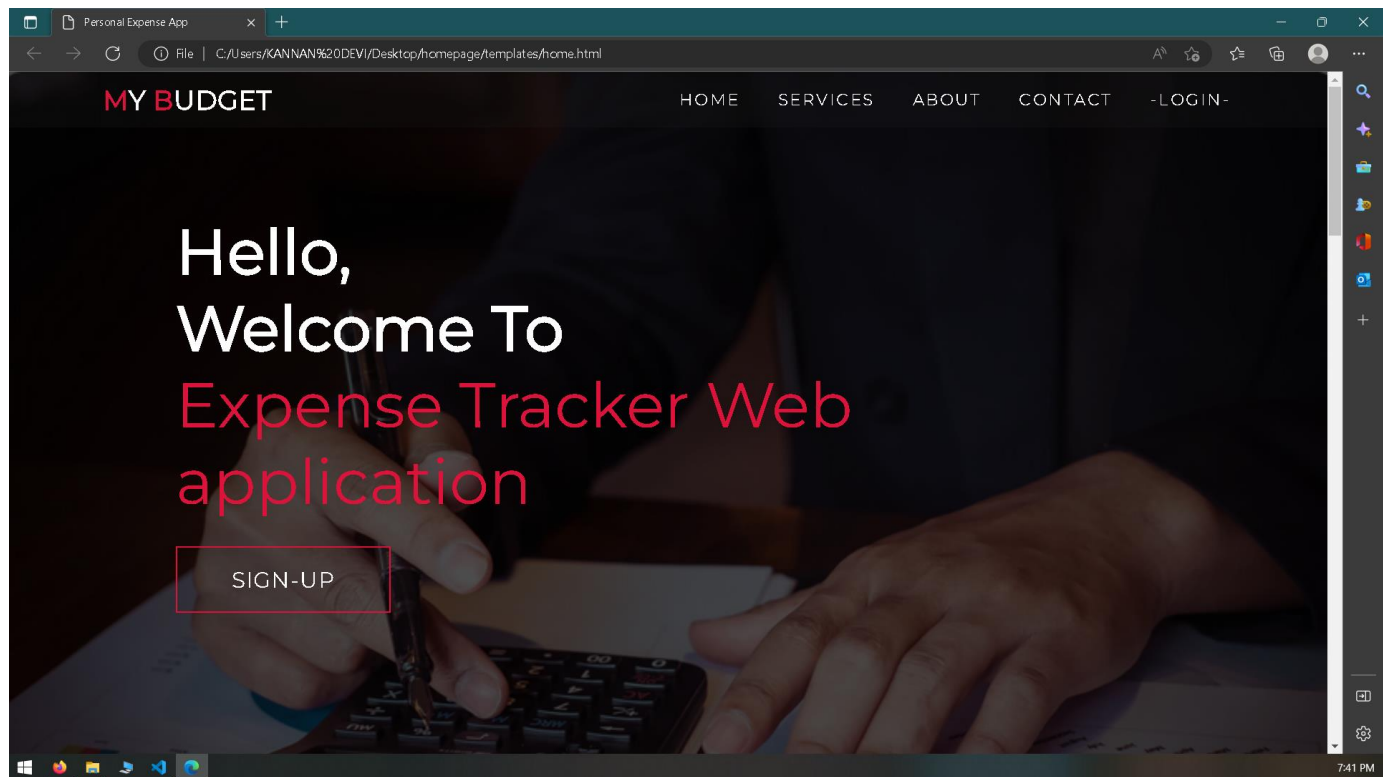 Personal Expense App
File | C:/Users/KANNAN%20DEVI/Desktop/homepage/templates/home.html
MY BUDGET
HOME SERVICES ABOUT CONTACT -LOGIN-
Hello,
Welcome To
Expense Tracker Web
application
SIGN-UP
7:41 PM